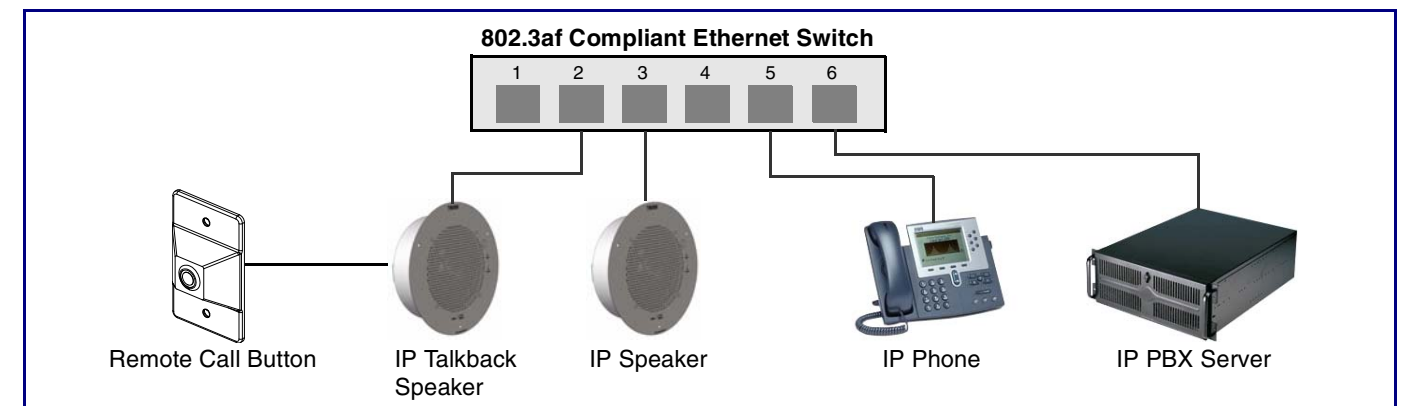 802.3af Compliant Ethernet Switch
1 2 3 4 5 6
Remote Call Button
IP Talkback
Speaker
IP Speaker
IP Phone
IP PBX Server